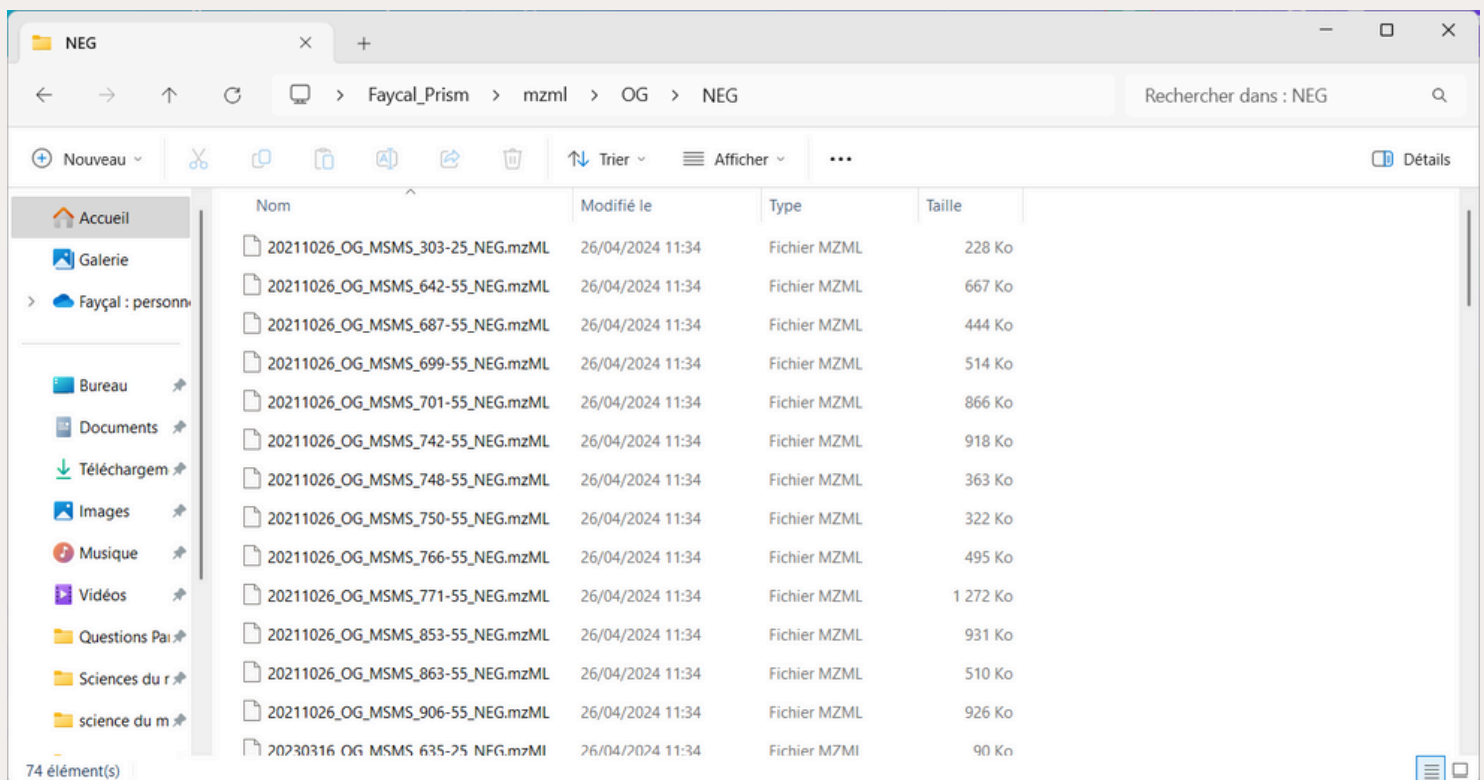 NEG
Faycal_Prism > mzml > OG > NEG
Rechercher dans : NEG
Nouveau
Trier
Afficher
Détails
Nom Modifié le Type Taille
Accueil
Galerie
Fayçal : personn
Bureau
Documents
Téléchargem
Images
Musique
Vidéos
Questions Pa
Sciences du r
science du m
20211026_OG_MSMS_303-25_NEG.mzML 26/04/2024 11:34 Fichier MZML 228 Ko
20211026_OG_MSMS_642-55_NEG.mzML 26/04/2024 11:34 Fichier MZML 667 Ko
20211026_OG_MSMS_687-55_NEG.mzML 26/04/2024 11:34 Fichier MZML 444 Ko
20211026_OG_MSMS_699-55_NEG.mzML 26/04/2024 11:34 Fichier MZML 514 Ko
20211026_OG_MSMS_701-55_NEG.mzML 26/04/2024 11:34 Fichier MZML 866 Ko
20211026_OG_MSMS_742-55_NEG.mzML 26/04/2024 11:34 Fichier MZML 918 Ko
20211026_OG_MSMS_748-55_NEG.mzML 26/04/2024 11:34 Fichier MZML 363 Ko
20211026_OG_MSMS_750-55_NEG.mzML 26/04/2024 11:34 Fichier MZML 322 Ko
20211026_OG_MSMS_766-55_NEG.mzML 26/04/2024 11:34 Fichier MZML 495 Ko
20211026_OG_MSMS_771-55_NEG.mzML 26/04/2024 11:34 Fichier MZML 1 272 Ko
20211026_OG_MSMS_853-55_NEG.mzML 26/04/2024 11:34 Fichier MZML 931 Ko
20211026_OG_MSMS_863-55_NEG.mzML 26/04/2024 11:34 Fichier MZML 510 Ko
20211026_OG_MSMS_906-55_NEG.mzML 26/04/2024 11:34 Fichier MZML 926 Ko
20230316_OG_MSMS_635-25_NEG.mzML 26/04/2024 11:34 Fichier MZML 90 Ko
74 élément(s)